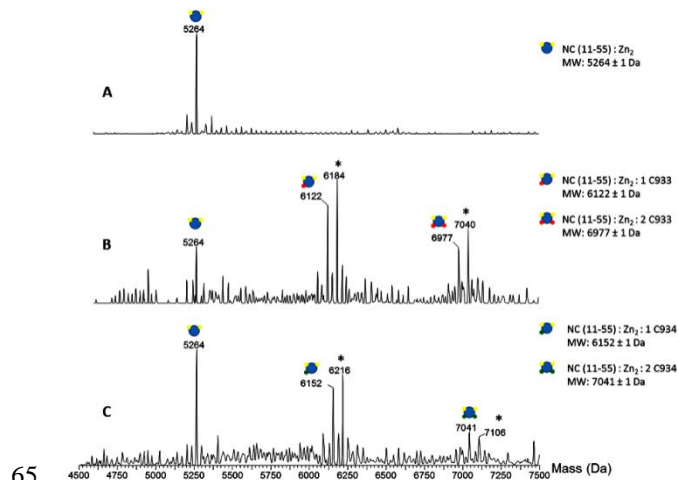 5264
NC (11-55) : Zn2
MW: 5264 ± 1 Da
A
*
6184
6122
*
7040
6977
5264
NC (11-55) : Zn2 : 1 C933
MW: 6122 ± 1 Da
NC (11-55) : Zn2 : 2 C933
MW: 6977 ± 1 Da
B
5264
*
6216
6152
*
7041
7106
NC (11-55) : Zn2 : 1 C934
MW: 6152 ± 1 Da
NC (11-55) : Zn2 : 2 C934
MW: 7041 ± 1 Da
C
65
4500 4750 5000 5250 5500 5750 6000 6250 6500 6750 7000 7250 7500 Mass (Da)